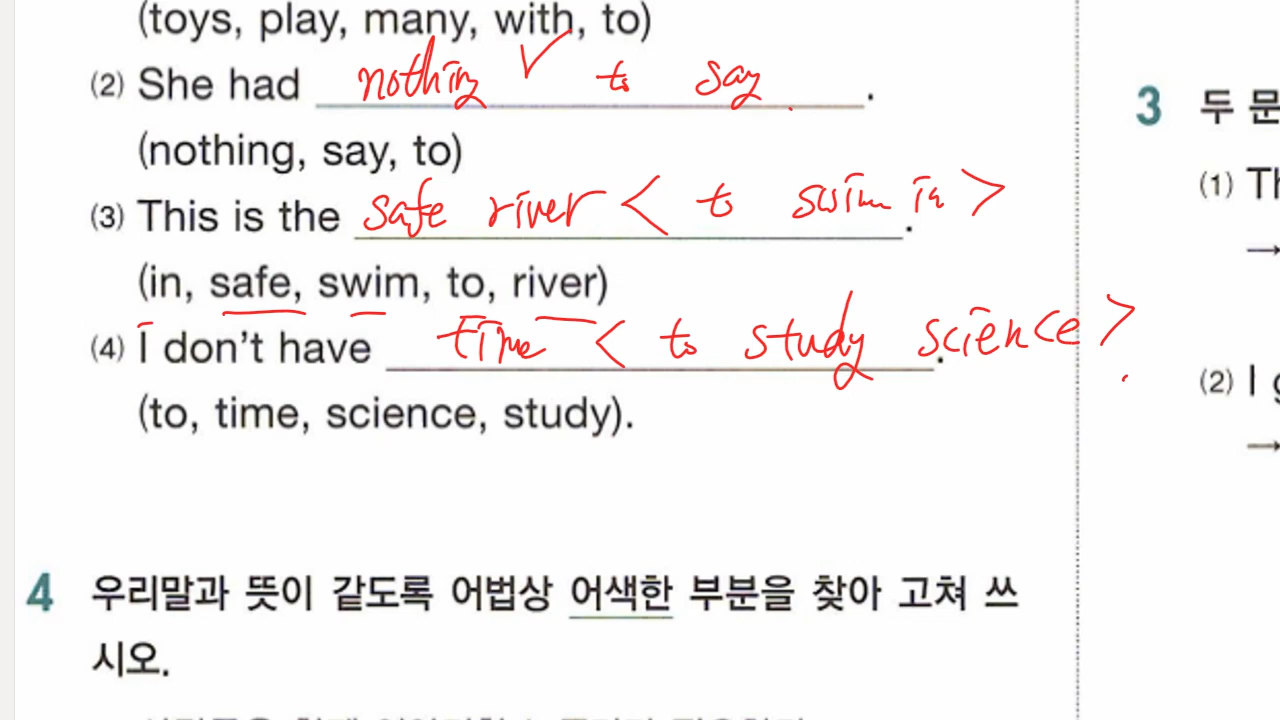 (toys, play, many, with, to)
(2) She had nothing to say.
(nothing, say, to)
(3) This is the safe river < to swim in >.
(in, safe, swim, to, river)
(4) I don't have time < to study science >.
(to, time, science, study).
4 우리말과 뜻이 같도록 어법상 어색한 부분을 찾아 고쳐 쓰
시오.
3 두 문
(1) Th
→
(2) I g
→